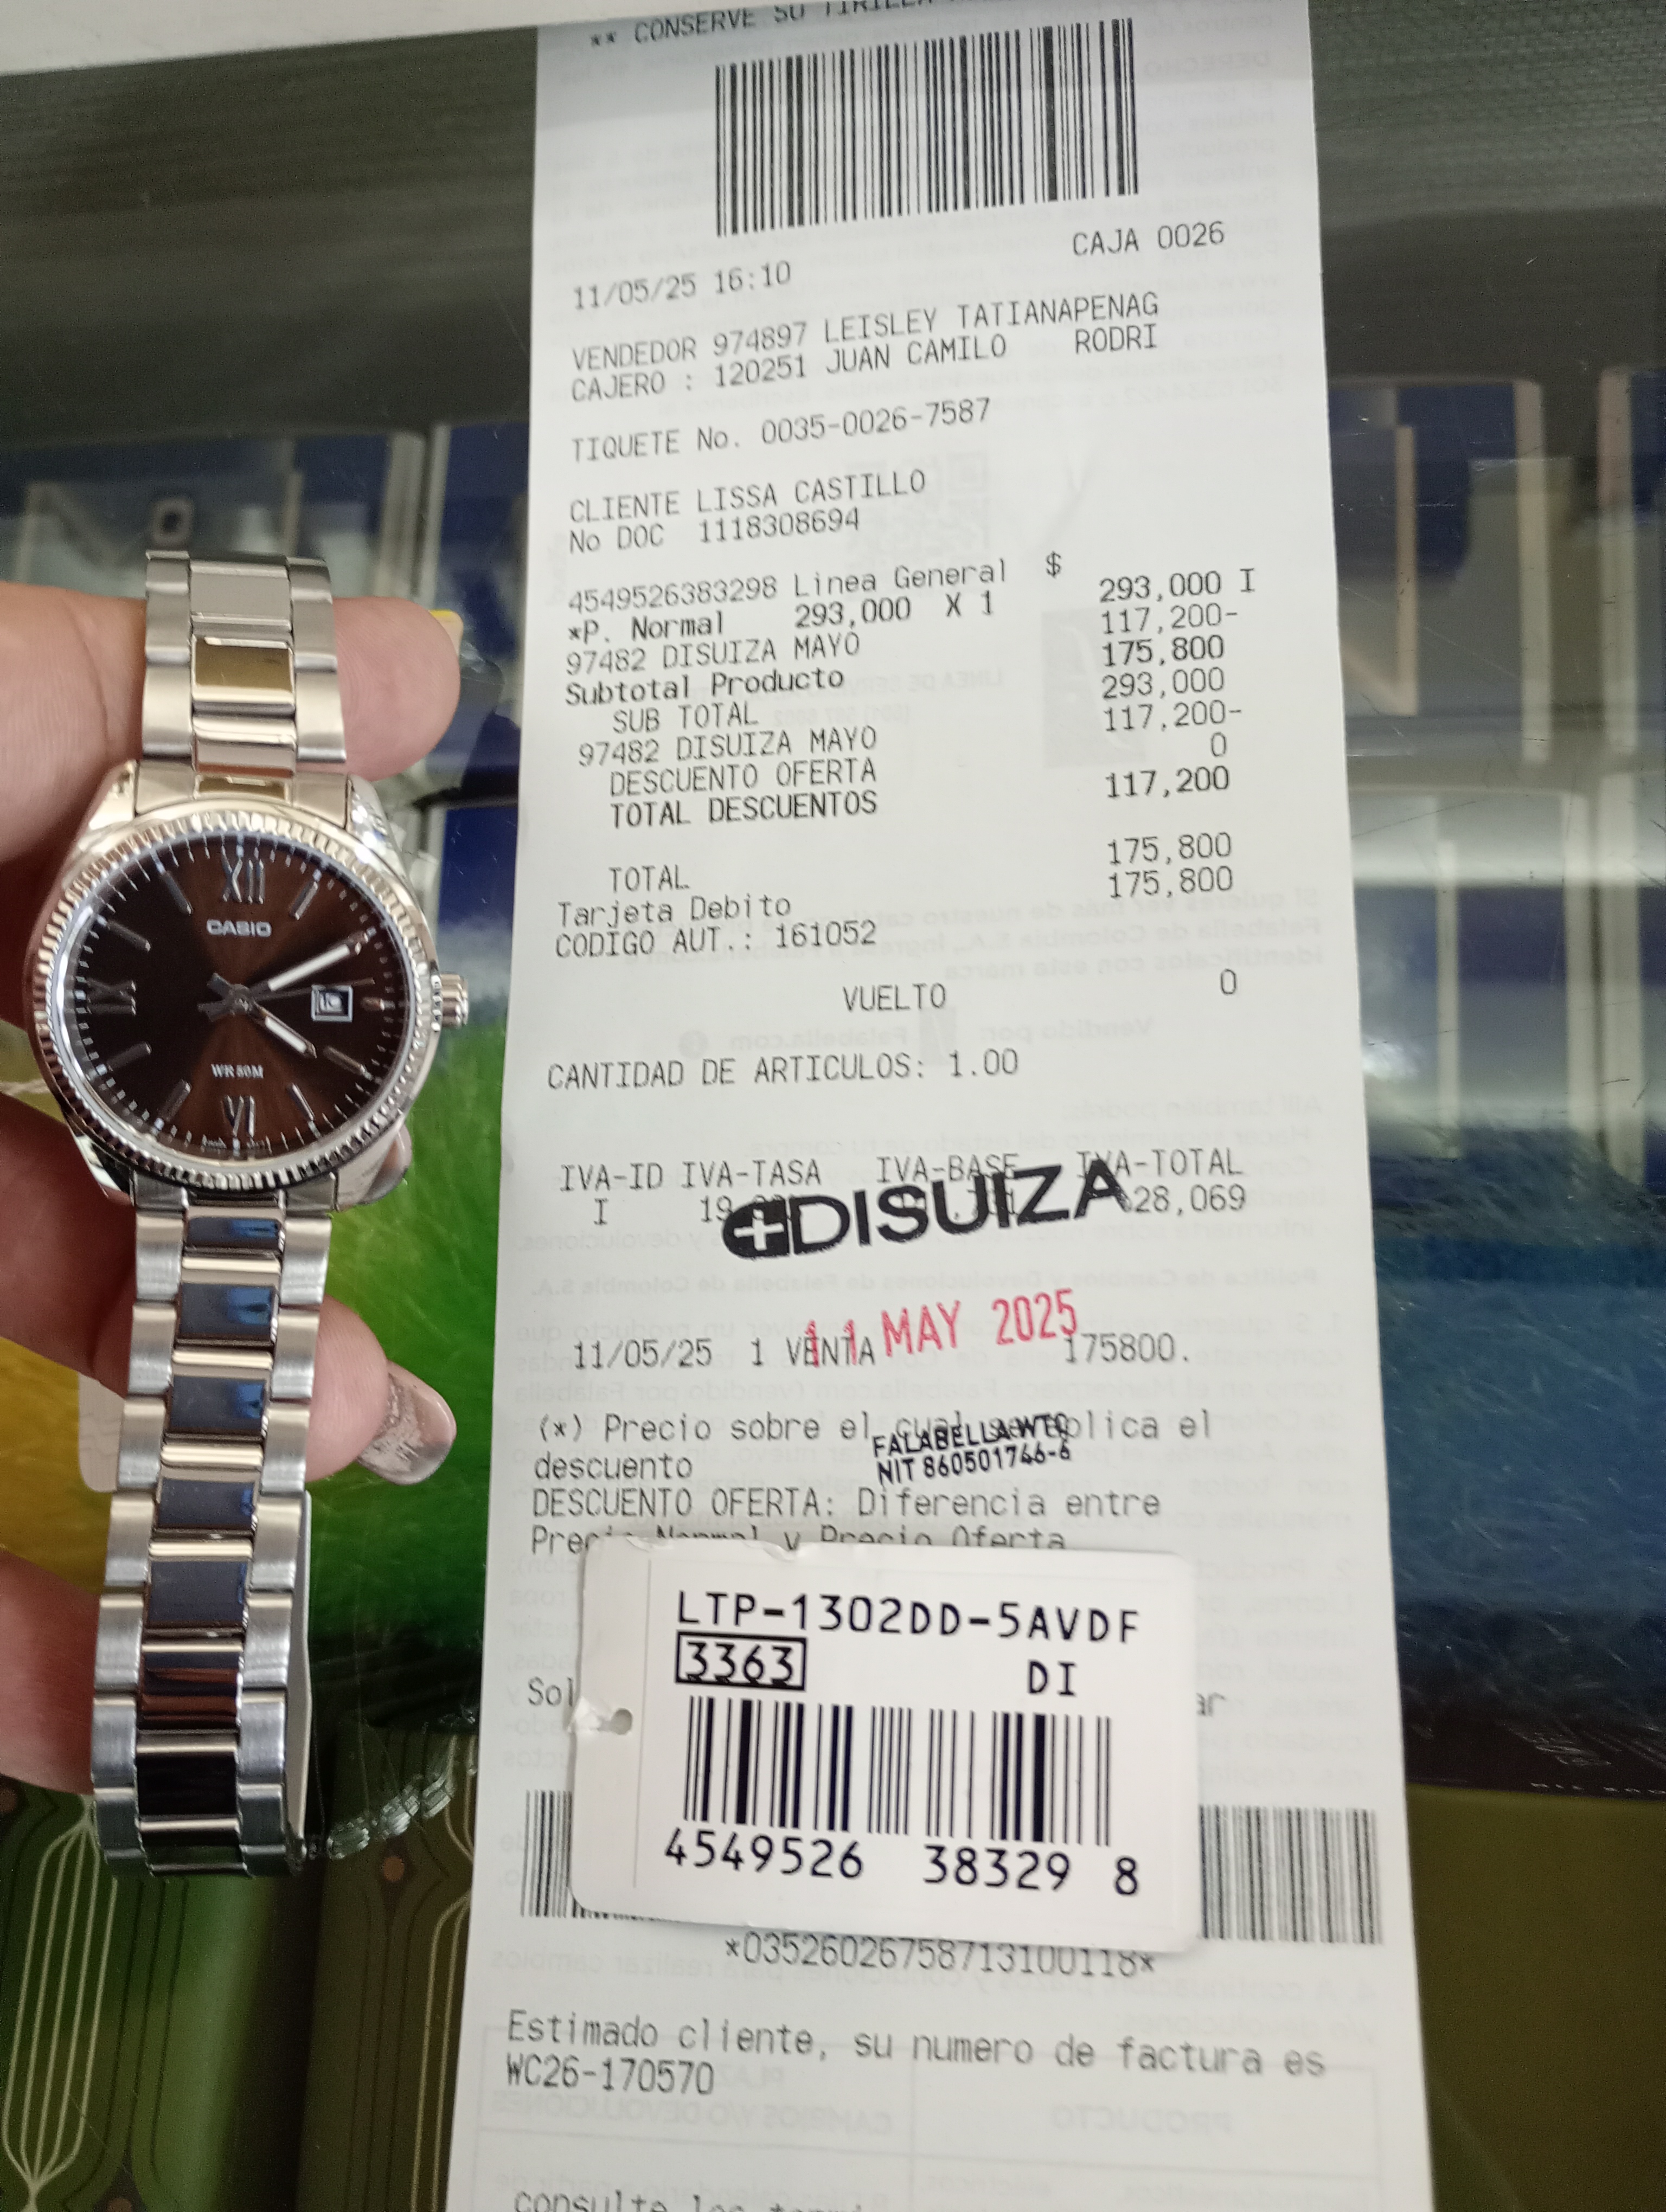 ** CONSERVE SU TIRILLA
CAJA 0026
11/05/25 16:10
VENDEDOR 974897 LEISLEY TATIANAPENAG
CAJERO : 120251 JUAN CAMILO RODRI
TIQUETE No. 0035-0026-7587
CLIENTE LISSA CASTILLO
No DOC 1118308694
4549526383298 Linea General $ 293,000 I
*P. Normal 293,000 X 1
97482 DISUIZA MAYO 117,200-
Subtotal Producto 175,800
SUB TOTAL 293,000
97482 DISUIZA MAYO 117,200-
DESCUENTO OFERTA 0
TOTAL DESCUENTOS 117,200
TOTAL 175,800
Tarjeta Debito 175,800
CODIGO AUT.: 161052
VUELTO 0
CANTIDAD DE ARTICULOS: 1.00
IVA-ID IVA-TASA IVA-BASE IVA-TOTAL
I 28,069
DISUIZA
11 MAY 2025
11/05/25 1 VENTA 175800.
(*) Precio sobre el cual se aplica el
descuento
FALABELLA WTC
NIT 860501746-6
DESCUENTO OFERTA: Diferencia entre
Precio Normal y Precio Oferta
LTP-1302DD-5AVDF
3363 DI
4549526 38329 8
*03526026758713100118*
Estimado cliente, su numero de factura es
WC26-170570
XII
CASIO
WR 50M
VI
IX